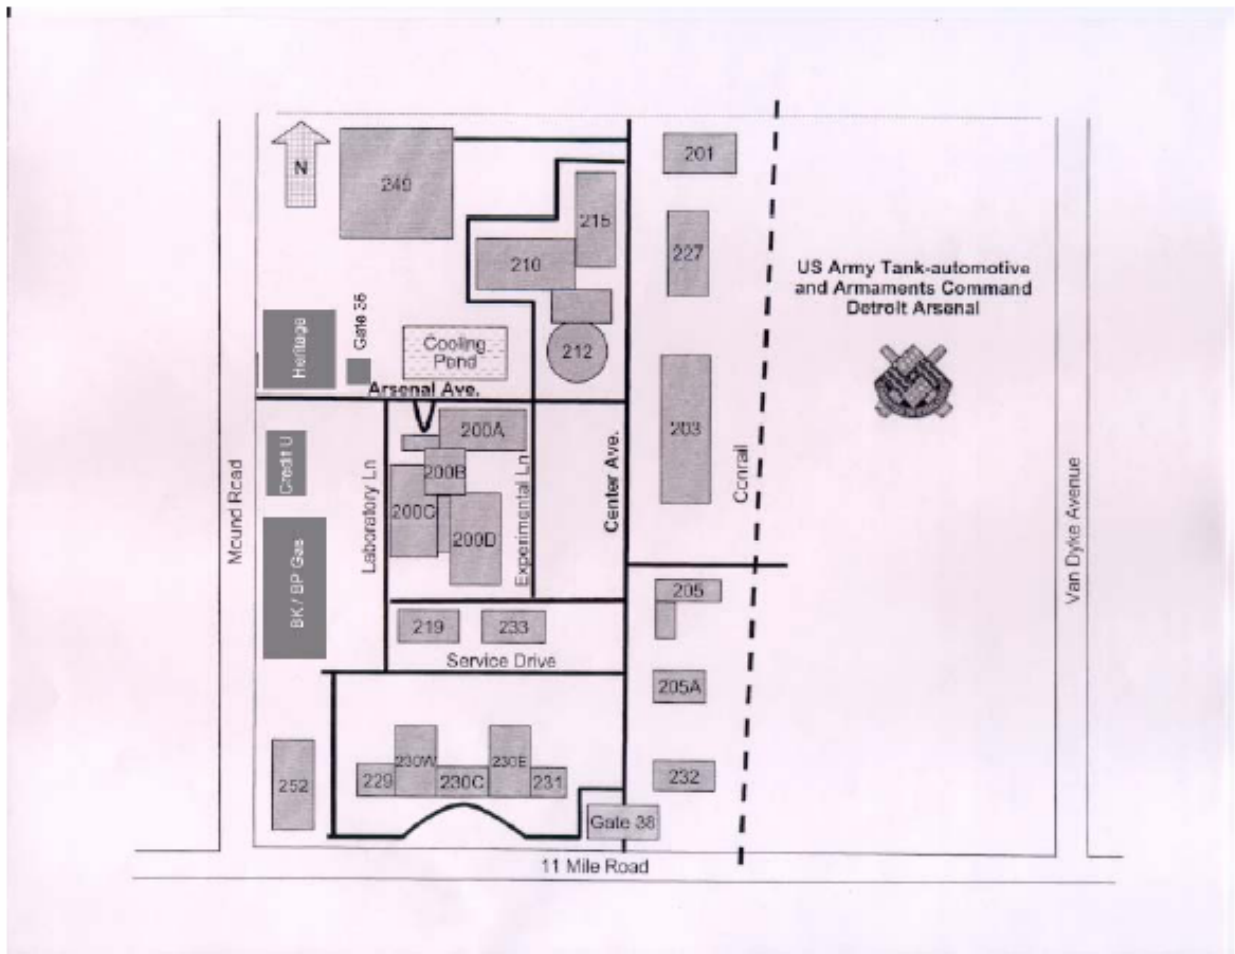 N
249
201
215
210
227
US Army Tank-automotive
and Armaments Command
Detroit Arsenal
Heritage
Gate 36
Cooling
Pond
212
Arsenal Ave.
200A
203
Credit U
200B
Mound Road
Laboratory Ln
200C
200D
Experimental Ln
Center Ave.
Conrail
Van Dyke Avenue
BK / BP Gas
205
219
233
Service Drive
205A
230W
230E
229
230C
231
232
252
Gate 38
11 Mile Road